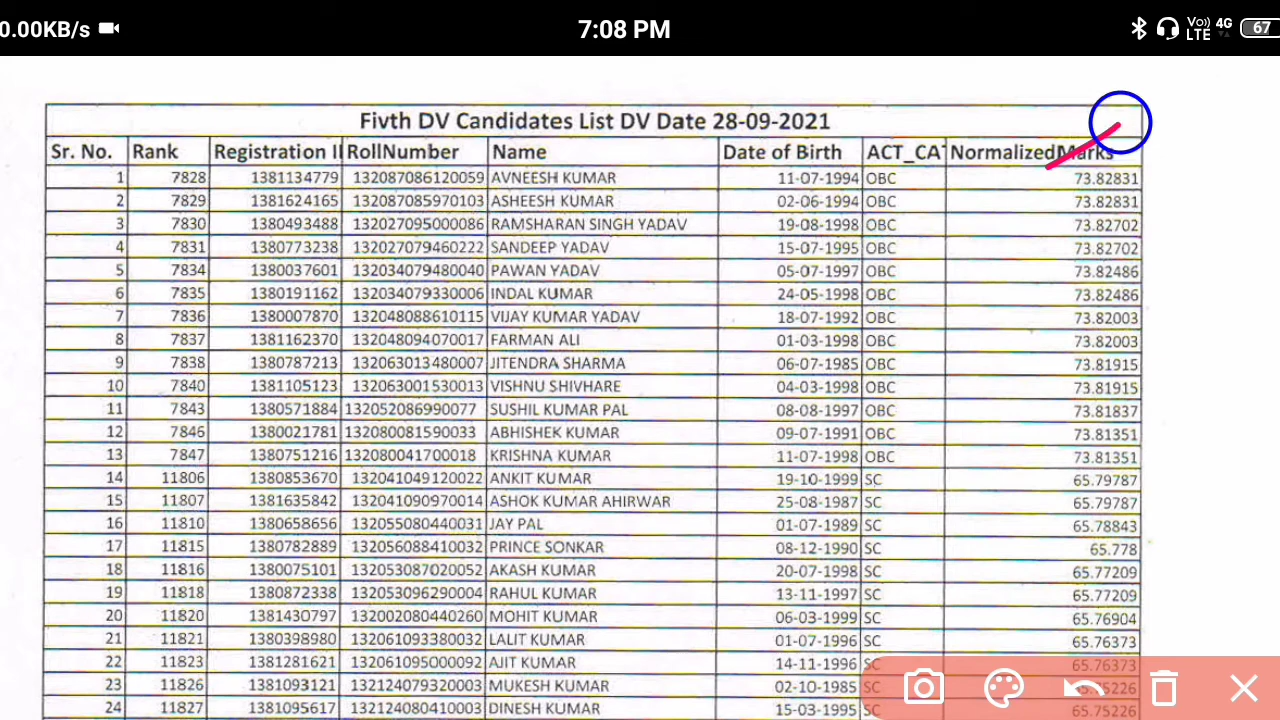 0.00KB/s 7:08 PM Vo)) LTE 4G 67
Fivth DV Candidates List DV Date 28-09-2021
Sr. No. Rank Registration I RollNumber Name Date of Birth ACT_CA NormalizedMarks
1 7828 1381134779 132087086120059 AVNEESH KUMAR 11-07-1994 OBC 73.82831
2 7829 1381624165 132087085970103 ASHEESH KUMAR 02-06-1994 OBC 73.82831
3 7830 1380493488 132027095000086 RAMSHARAN SINGH YADAV 19-08-1998 OBC 73.82702
4 7831 1380773238 132027079460222 SANDEEP YADAV 15-07-1995 OBC 73.82702
5 7834 1380037601 132034079480040 PAWAN YADAV 05-07-1997 OBC 73.82486
6 7835 1380191162 132034079330006 INDAL KUMAR 24-05-1998 OBC 73.82486
7 7836 1380007870 132048088610115 VIJAY KUMAR YADAV 18-07-1992 OBC 73.82003
8 7837 1381162370 132048094070017 FARMAN ALI 01-03-1998 OBC 73.82003
9 7838 1380787213 132063013480007 JITENDRA SHARMA 06-07-1985 OBC 73.81915
10 7840 1381105123 132063001530013 VISHNU SHIVHARE 04-03-1998 OBC 73.81915
11 7843 1380571884 132052086990077 SUSHIL KUMAR PAL 08-08-1997 OBC 73.81837
12 7846 1380021781 132080081590033 ABHISHEK KUMAR 09-07-1991 OBC 73.81351
13 7847 1380751216 132080041700018 KRISHNA KUMAR 11-07-1998 OBC 73.81351
14 11806 1380853670 132041049120022 ANKIT KUMAR 19-10-1999 SC 65.79787
15 11807 1381635842 132041090970014 ASHOK KUMAR AHIRWAR 25-08-1987 SC 65.79787
16 11810 1380658656 132055080440031 JAY PAL 01-07-1989 SC 65.78843
17 11815 1380782889 132056088410032 PRINCE SONKAR 08-12-1990 SC 65.778
18 11816 1380075101 132053087020052 AKASH KUMAR 20-07-1998 SC 65.77209
19 11818 1380872338 132053096290004 RAHUL KUMAR 13-11-1997 SC 65.77209
20 11820 1381430797 132002080440260 MOHIT KUMAR 06-03-1999 SC 65.76904
21 11821 1380398980 132061093380032 LALIT KUMAR 01-07-1996 SC 65.76373
22 11823 1381281621 132061095000092 AJIT KUMAR 14-11-1996 SC 65.76373
23 11826 1381093121 132124079320003 MUKESH KUMAR 02-10-1985 SC 65.75226
24 11827 1381095617 132124080410003 DINESH KUMAR 15-03-1995 SC 65.75226